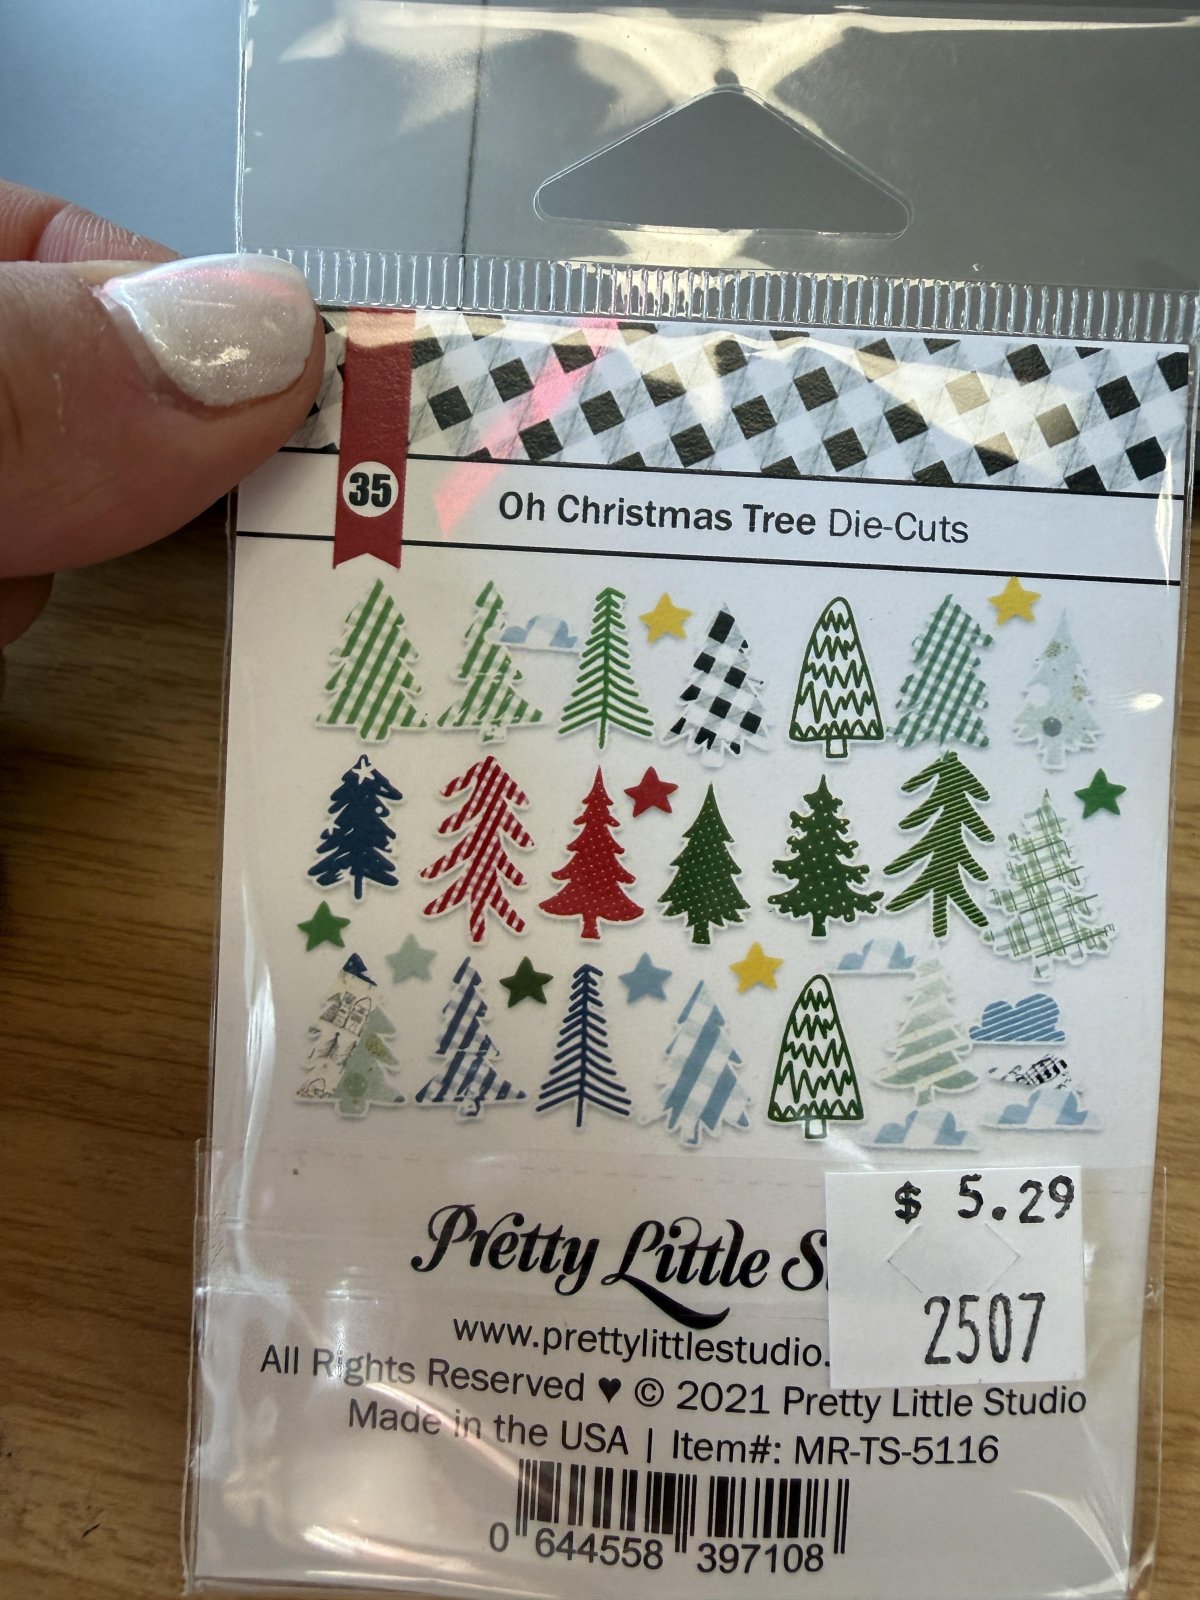 35
Oh Christmas Tree Die-Cuts
Pretty Little S
$ 5.29
2507
www.prettylittlestudio.
All Rights Reserved ♥ © 2021 Pretty Little Studio
Made in the USA | Item#: MR-TS-5116
0 644558 397108